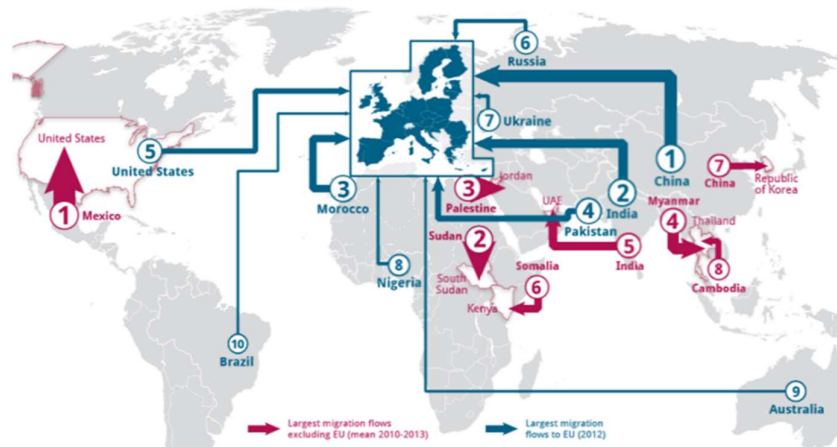 6
Russia
United States
5
United States
7
Ukraine
1
China
7
China
Republic
of Korea
1
Mexico
3
Morocco
3
Palestine
Jordan
UAE
4
Pakistan
2
India
Myanmar
4
Thailand
Sudan
2
8
Nigeria
South
Sudan
Somalia
6
Kenya
5
India
8
Cambodia
10
Brazil
9
Australia
Largest migration flows
excluding EU (mean 2010-2013)
Largest migration
flows to EU (2012)